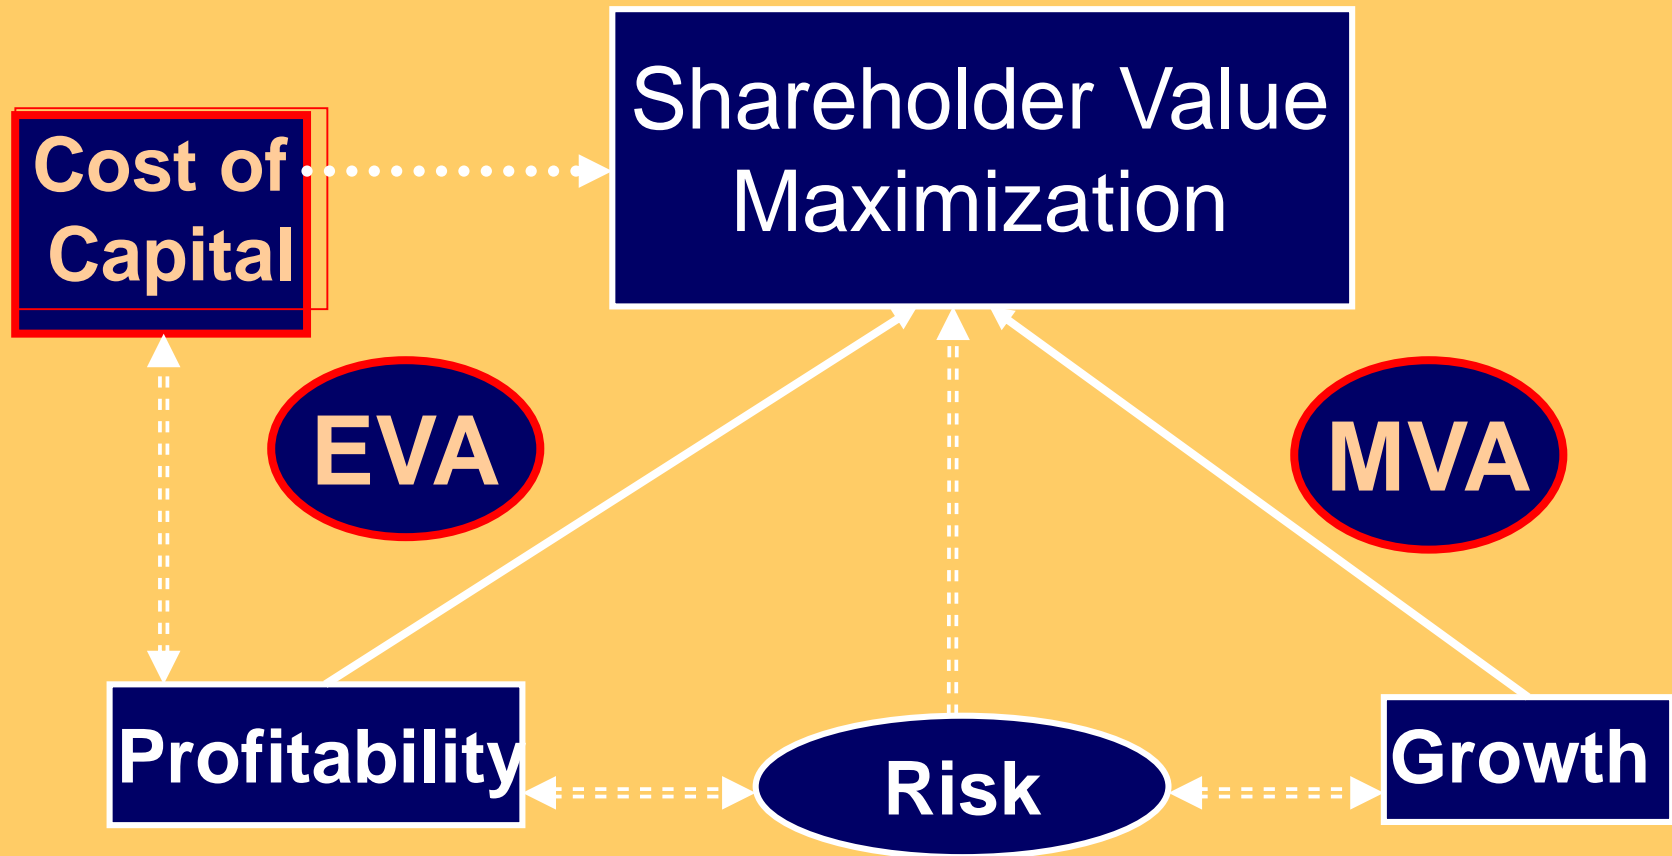 Shareholder Value
Maximization
Cost of
Capital
EVA
MVA
Profitability
Risk
Growth